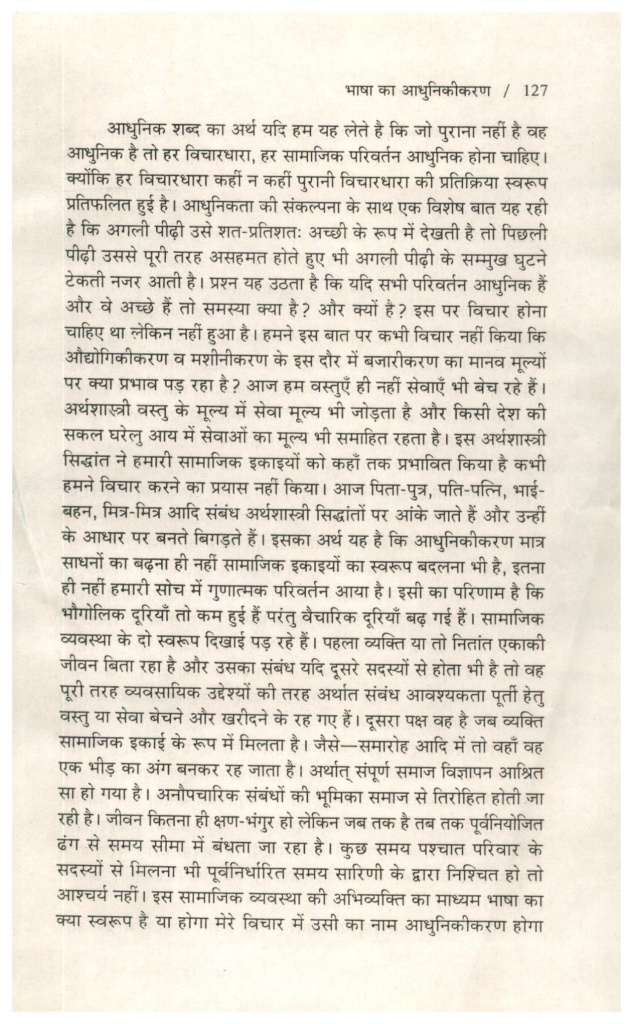 भाषा का आधुनिकीकरण / 127
आधुनिक शब्द का अर्थ यदि हम यह लेते है कि जो पुराना नहीं है वह
आधुनिक है तो हर विचारधारा, हर सामाजिक परिवर्तन आधुनिक होना चाहिए।
क्योंकि हर विचारधारा कहीं न कहीं पुरानी विचारधारा की प्रतिक्रिया स्वरूप
प्रतिफलित हुई है। आधुनिकता की संकल्पना के साथ एक विशेष बात यह रही
है कि अगली पीढ़ी उसे शत-प्रतिशतः अच्छी के रूप में देखती है तो पिछली
पीढ़ी उससे पूरी तरह असहमत होते हुए भी अगली पीढ़ी के सम्मुख घुटने
टेकती नजर आती है। प्रश्न यह उठता है कि यदि सभी परिवर्तन आधुनिक हैं
और वे अच्छे हैं तो समस्या क्या है? और क्यों है? इस पर विचार होना
चाहिए था लेकिन नहीं हुआ है। हमने इस बात पर कभी विचार नहीं किया कि
औद्योगिकीकरण व मशीनीकरण के इस दौर में बजारीकरण का मानव मूल्यों
पर क्या प्रभाव पड़ रहा है? आज हम वस्तुएँ ही नहीं सेवाएँ भी बेच रहे हैं।
अर्थशास्त्री वस्तु के मूल्य में सेवा मूल्य भी जोड़ता है और किसी देश की
सकल घरेलु आय में सेवाओं का मूल्य भी समाहित रहता है। इस अर्थशास्त्री
सिद्धांत ने हमारी सामाजिक इकाइयों को कहाँ तक प्रभावित किया है कभी
हमने विचार करने का प्रयास नहीं किया। आज पिता-पुत्र, पति-पत्नि, भाई-
बहन, मित्र-मित्र आदि संबंध अर्थशास्त्री सिद्धांतों पर आंके जाते हैं और उन्हीं
के आधार पर बनते बिगड़ते हैं। इसका अर्थ यह है कि आधुनिकीकरण मात्र
साधनों का बढ़ना ही नहीं सामाजिक इकाइयों का स्वरूप बदलना भी है, इतना
ही नहीं हमारी सोच में गुणात्मक परिवर्तन आया है। इसी का परिणाम है कि
भौगोलिक दूरियाँ तो कम हुई हैं परंतु वैचारिक दूरियाँ बढ़ गई हैं। सामाजिक
व्यवस्था के दो स्वरूप दिखाई पड़ रहे हैं। पहला व्यक्ति या तो नितांत एकाकी
जीवन बिता रहा है और उसका संबंध यदि दूसरे सदस्यों से होता भी है तो वह
पूरी तरह व्यवसायिक उद्देश्यों की तरह अर्थात संबंध आवश्यकता पूर्ती हेतु
वस्तु या सेवा बेचने और खरीदने के रह गए हैं। दूसरा पक्ष वह है जब व्यक्ति
सामाजिक इकाई के रूप में मिलता है। जैसे—समारोह आदि में तो वहाँ वह
एक भीड़ का अंग बनकर रह जाता है। अर्थात् संपूर्ण समाज विज्ञापन आश्रित
सा हो गया है। अनौपचारिक संबंधों की भूमिका समाज से तिरोहित होती जा
रही है। जीवन कितना ही क्षण-भंगुर हो लेकिन जब तक है तब तक पूर्वनियोजित
ढंग से समय सीमा में बंधता जा रहा है। कुछ समय पश्चात परिवार के
सदस्यों से मिलना भी पूर्वनिर्धारित समय सारिणी के द्वारा निश्चित हो तो
आश्चर्य नहीं। इस सामाजिक व्यवस्था की अभिव्यक्ति का माध्यम भाषा का
क्या स्वरूप है या होगा मेरे विचार में उसी का नाम आधुनिकीकरण होगा